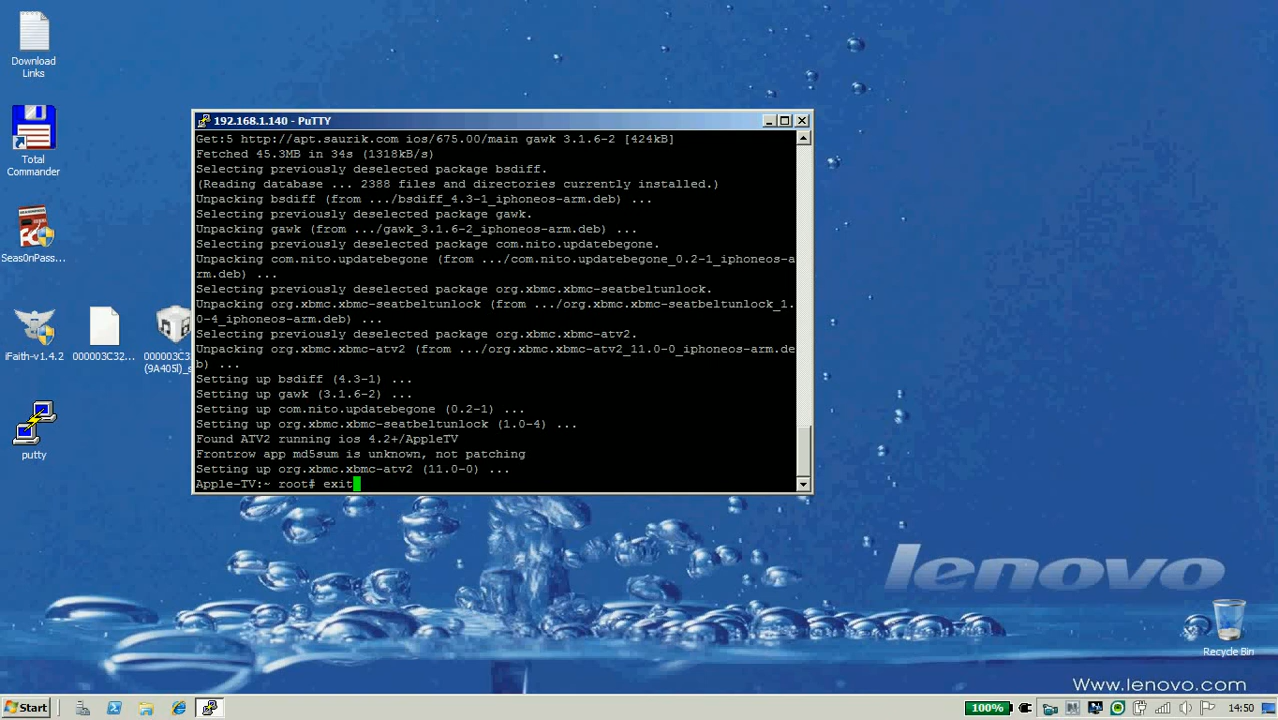 Download
Links
Total
Commander
Seas0nPass...
iFaith-v1.4.2
000003C32...
000003C32
(9A405l)_s
putty
192.168.1.140 - PuTTY
Get:5 http://apt.saurik.com ios/675.00/main gawk 3.1.6-2 [424kB]
Fetched 45.3MB in 34s (1318kB/s)
Selecting previously deselected package bsdiff.
(Reading database ... 2388 files and directories currently installed.)
Unpacking bsdiff (from .../bsdiff_4.3-1_iphoneos-arm.deb) ...
Selecting previously deselected package gawk.
Unpacking gawk (from .../gawk_3.1.6-2_iphoneos-arm.deb) ...
Selecting previously deselected package com.nito.updatebegone.
Unpacking com.nito.updatebegone (from .../com.nito.updatebegone_0.2-1_iphoneos-a
rm.deb) ...
Selecting previously deselected package org.xbmc.xbmc-seatbeltunlock.
Unpacking org.xbmc.xbmc-seatbeltunlock (from .../org.xbmc.xbmc-seatbeltunlock_1.
0-4_iphoneos-arm.deb) ...
Selecting previously deselected package org.xbmc.xbmc-atv2.
Unpacking org.xbmc.xbmc-atv2 (from .../org.xbmc.xbmc-atv2_11.0-0_iphoneos-arm.de
b) ...
Setting up bsdiff (4.3-1) ...
Setting up gawk (3.1.6-2) ...
Setting up com.nito.updatebegone (0.2-1) ...
Setting up org.xbmc.xbmc-seatbeltunlock (1.0-4) ...
Found ATV2 running ios 4.2+/AppleTV
Frontrow app md5sum is unknown, not patching
Setting up org.xbmc.xbmc-atv2 (11.0-0) ...
Apple-TV:~ root# exit
lenovo
Recycle Bin
Www.lenovo.com
Start
100%
14:50